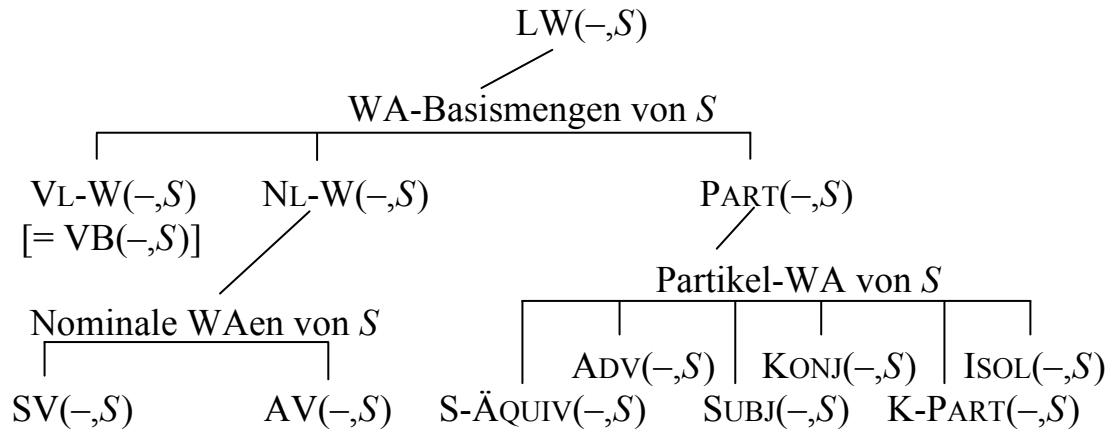 LW(–,S)
WA-Basismengen von S
VL-W(–,S) NL-W(–,S) PART(–,S)
[= VB(–,S)]
Partikel-WA von S
Nominale WAen von S
ADV(–,S) KONJ(–,S) ISOL(–,S)
SV(–,S) AV(–,S) S-ÄQUIV(–,S) SUBJ(–,S) K-PART(–,S)